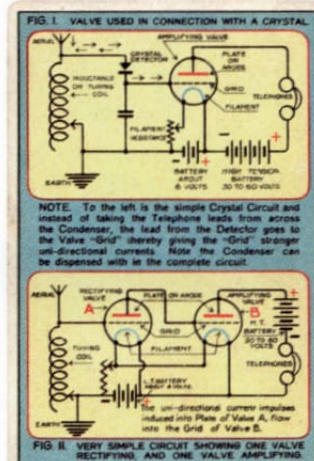 FIG. I. VALVE USED IN CONNECTION WITH A CRYSTAL.
AERIAL
AMPLIFYING VALVE
CRYSTAL
DETECTOR
PLATE
OR
ANODE
INDUCTANCE
OR TUNING
COIL
GRID
TELEPHONES
FILAMENT
FILAMENT
RESISTANCE
- +
- +
BATTERY
ABOUT
6 VOLTS
HIGH TENSION
BATTERY
30 TO 60 VOLTS
EARTH
NOTE. To the left is the simple Crystal Circuit and
instead of taking the Telephone leads from across
the Condenser, the lead from the Detector goes to
the Valve "Grid" thereby giving the "Grid" stronger
uni-directional currents. Note the Condenser can
be dispensed with in the complete circuit.
RECTIFYING
VALVE
AERIAL
A
PLATE OR ANODE
AMPLIFYING
VALVE
B
H.T.
BATTERY
30 TO 60
VOLTS
GRID
TUNING
COIL
FILAMENT
TELEPHONES
L.T. BATTERY
ABOUT 6 VOLTS
EARTH
The uni-directional current impulses
induced into Plate of Valve A, flow
into the Grid of Valve B.
FIG. II. VERY SIMPLE CIRCUIT SHOWING ONE VALVE
RECTIFYING, AND ONE VALVE AMPLIFYING.